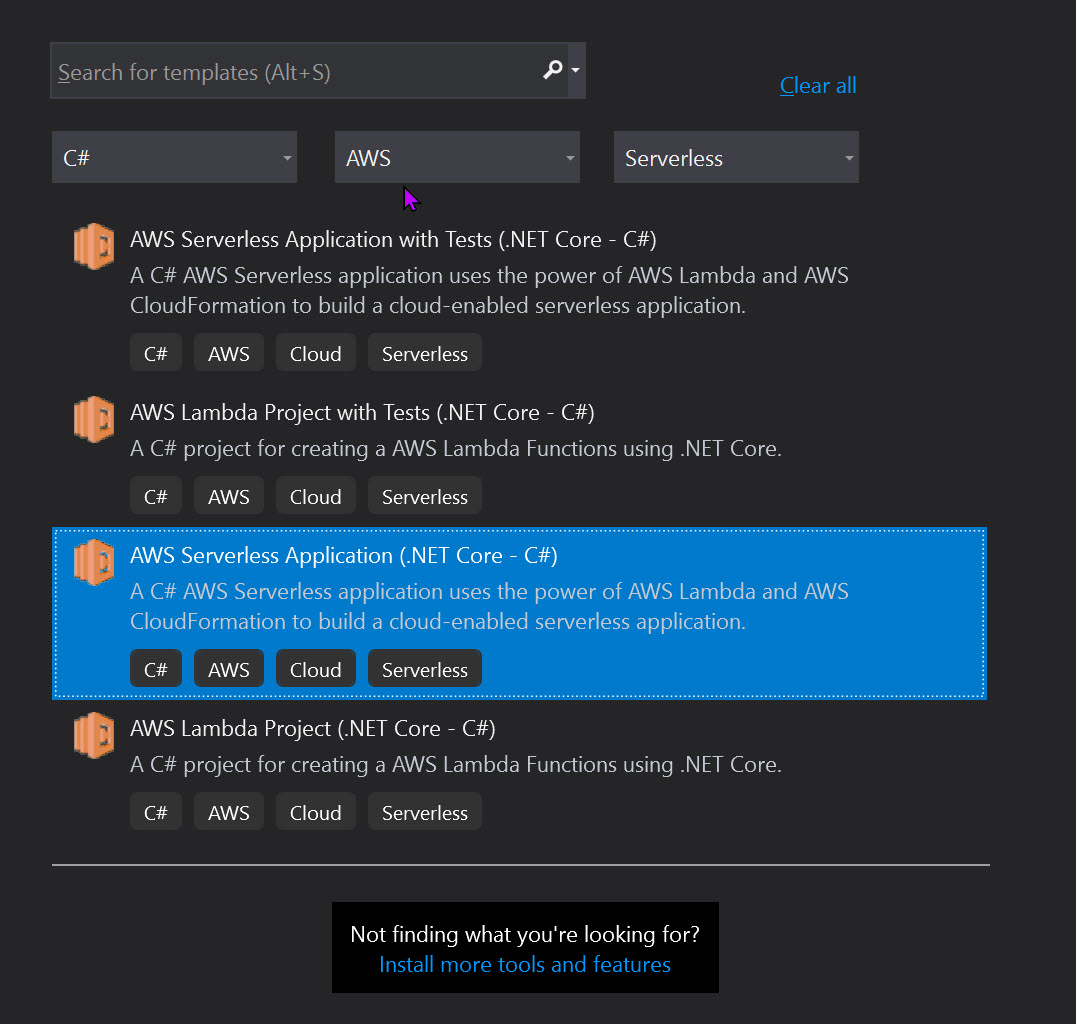 Search for templates (Alt+S)
Clear all
C# AWS Serverless
AWS Serverless Application with Tests (.NET Core - C#)
A C# AWS Serverless application uses the power of AWS Lambda and AWS
CloudFormation to build a cloud-enabled serverless application.
C# AWS Cloud Serverless
AWS Lambda Project with Tests (.NET Core - C#)
A C# project for creating a AWS Lambda Functions using .NET Core.
C# AWS Cloud Serverless
AWS Serverless Application (.NET Core - C#)
A C# AWS Serverless application uses the power of AWS Lambda and AWS
CloudFormation to build a cloud-enabled serverless application.
C# AWS Cloud Serverless
AWS Lambda Project (.NET Core - C#)
A C# project for creating a AWS Lambda Functions using .NET Core.
C# AWS Cloud Serverless
Not finding what you're looking for?
Install more tools and features